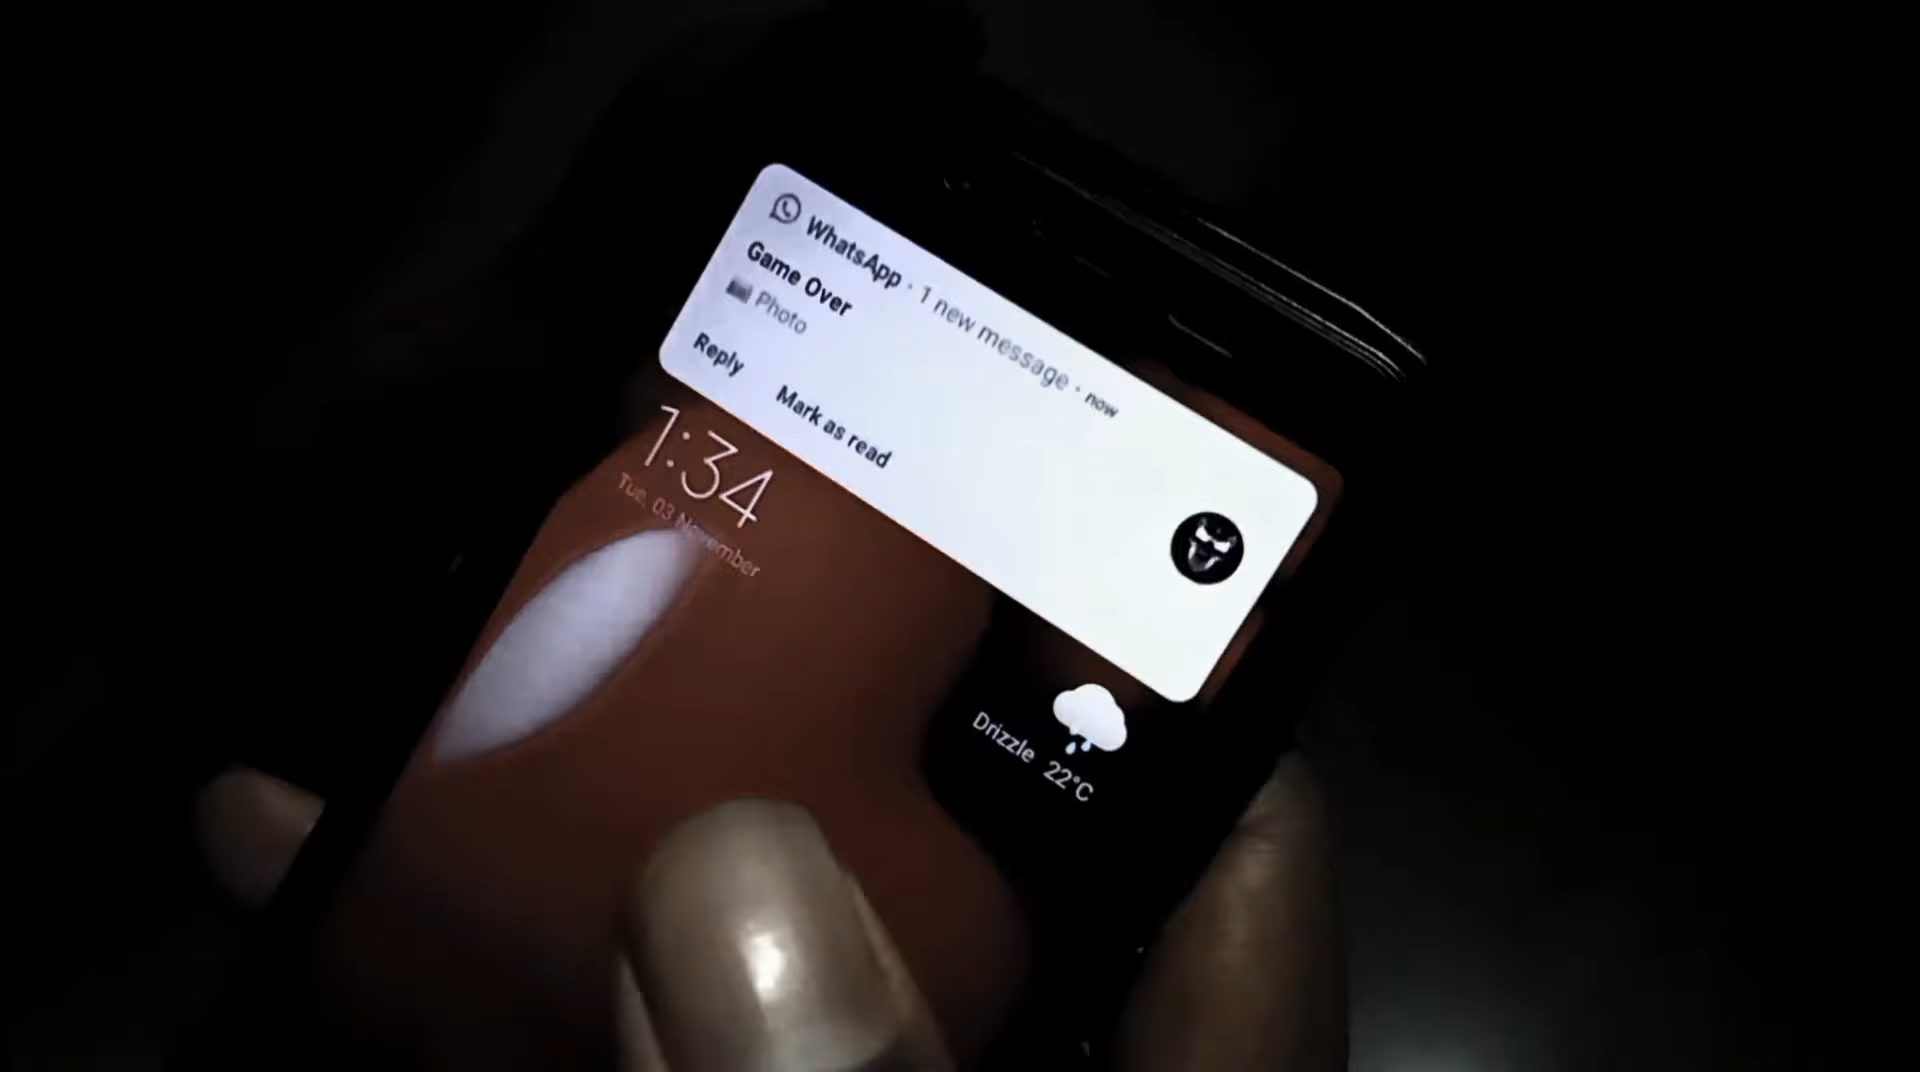 WhatsApp • 1 new message • now
Game Over
Photo
Reply Mark as read
1:34
Tue, 03 November
Drizzle 22°C